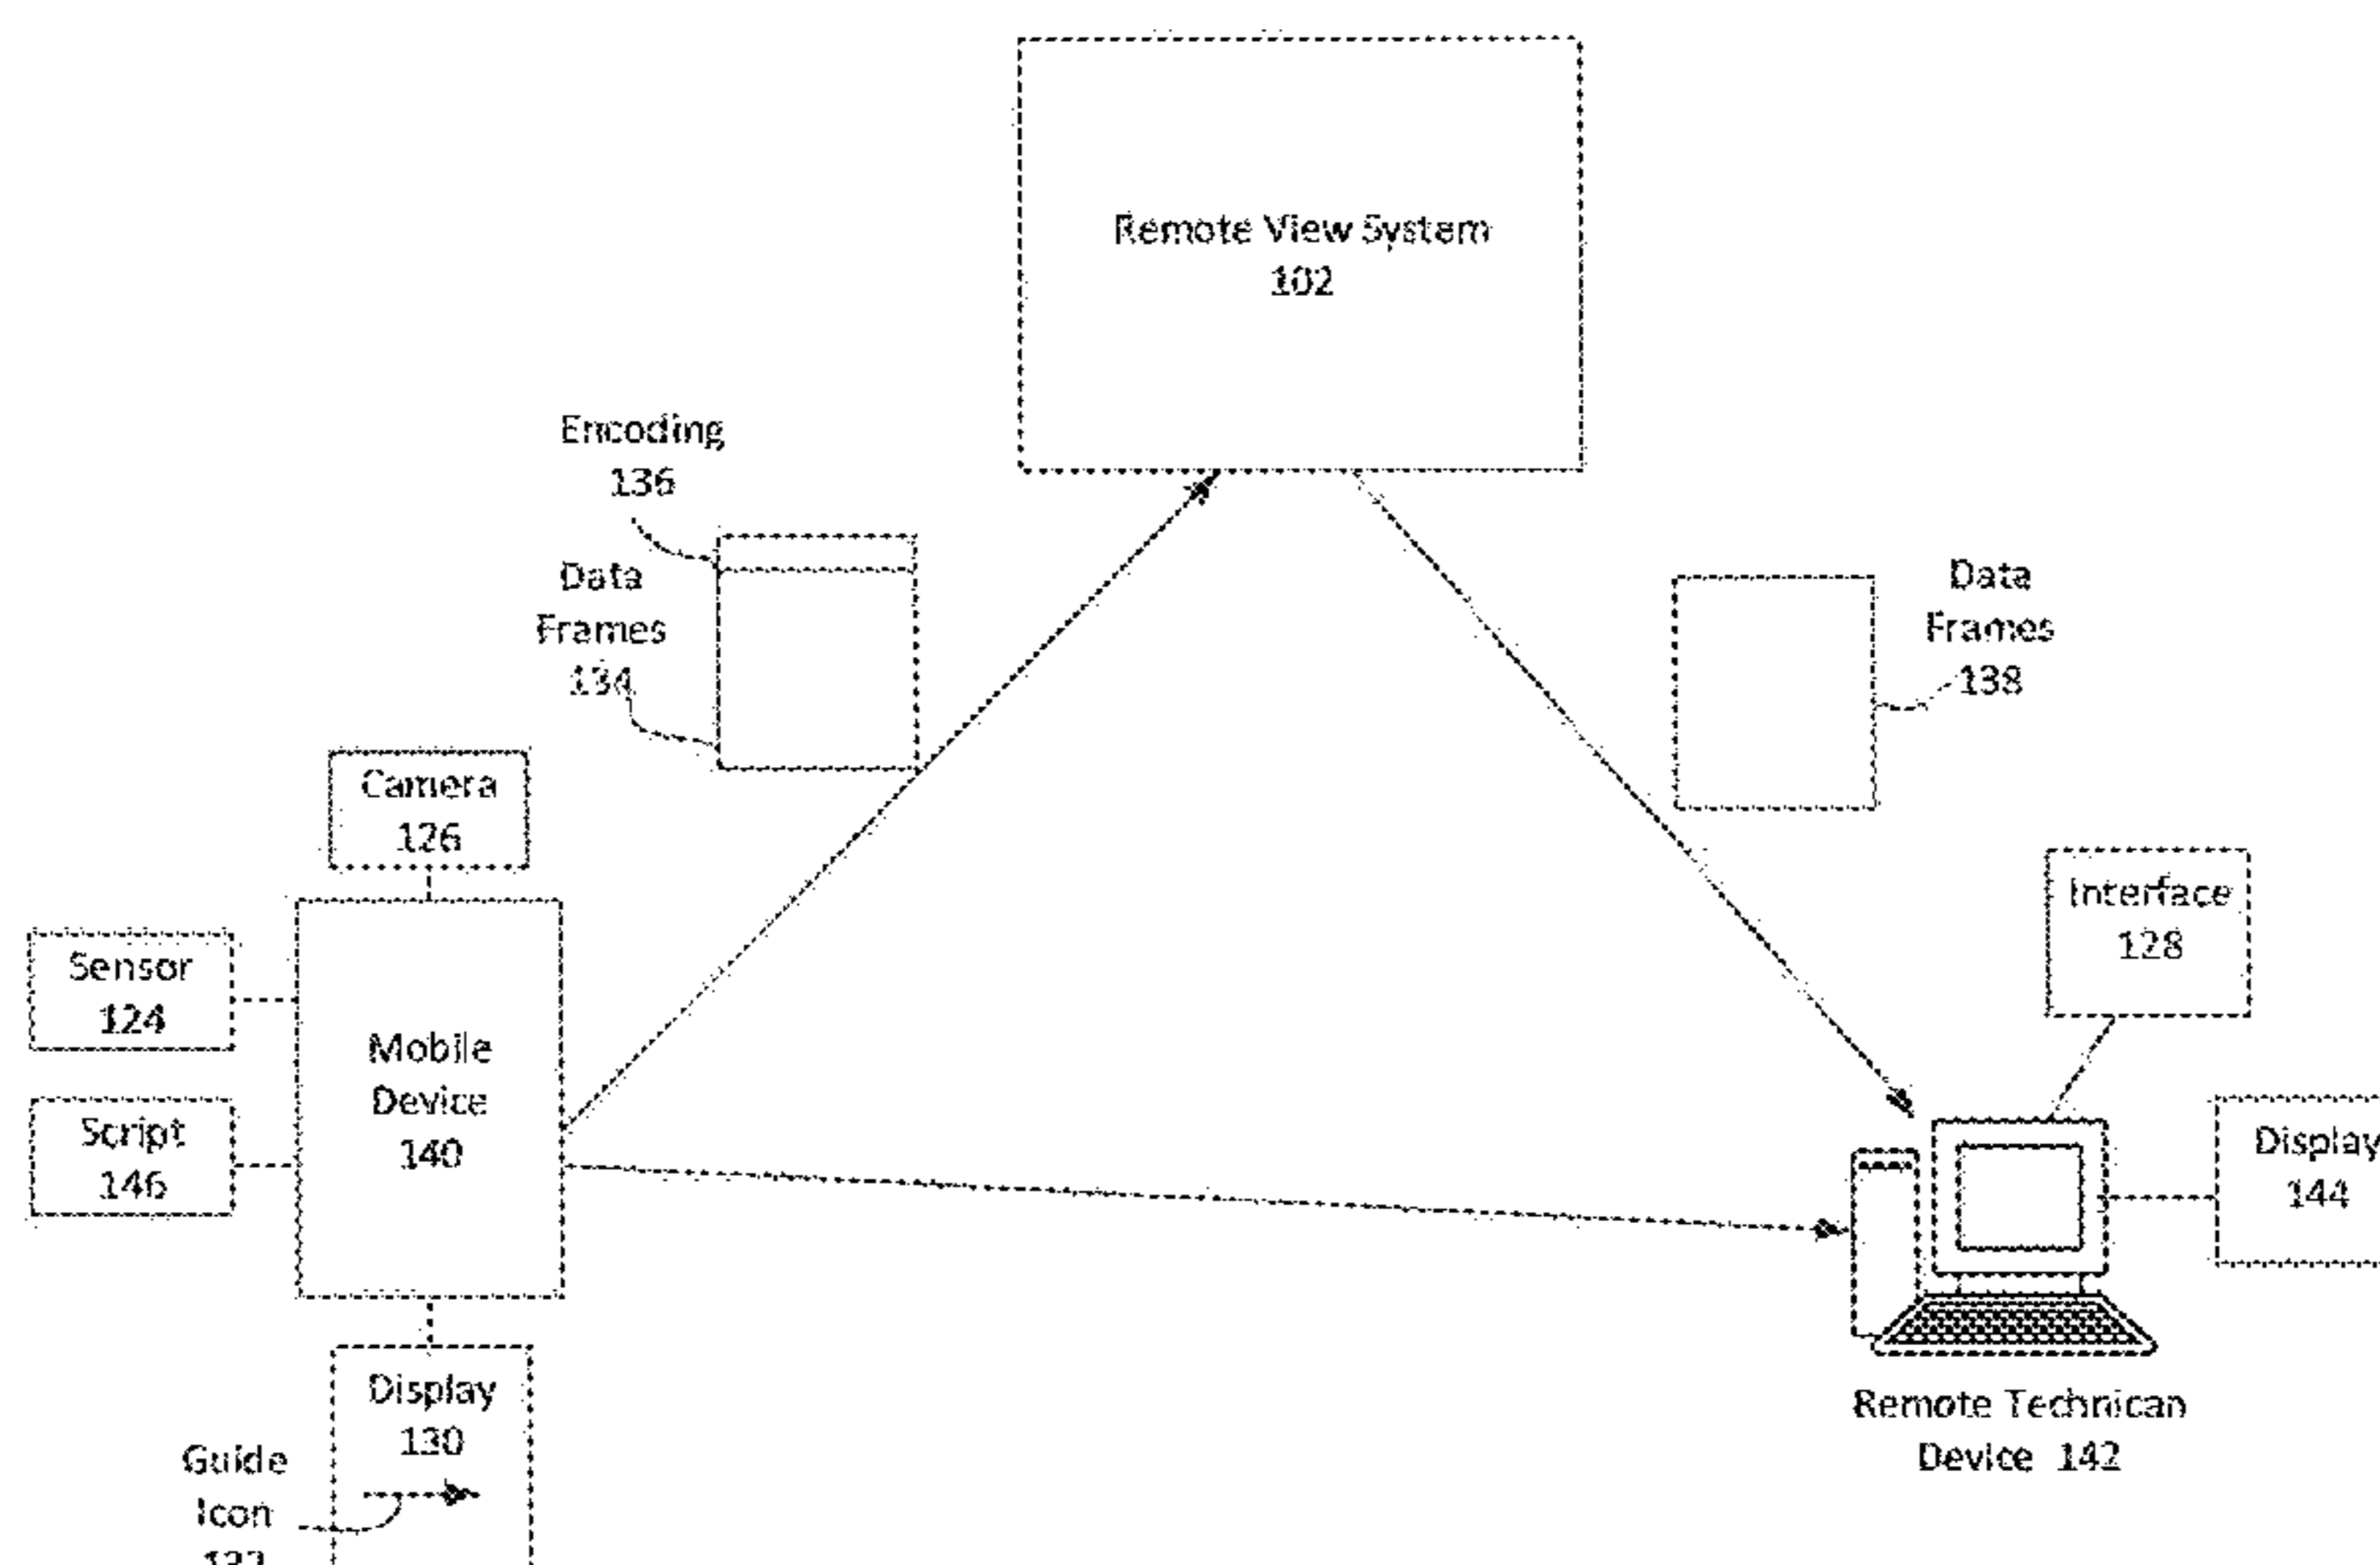 Remote View System
102
Encoding
136
Data
Frames
134
Data
Frames
138
Camera
126
Interface
128
Sensor
124
Mobile
Device
140
Script
146
Display
144
Display
130
Remote Technican
Device 142
Guide
Icon